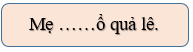 Mẹ ……ổ quả lê.